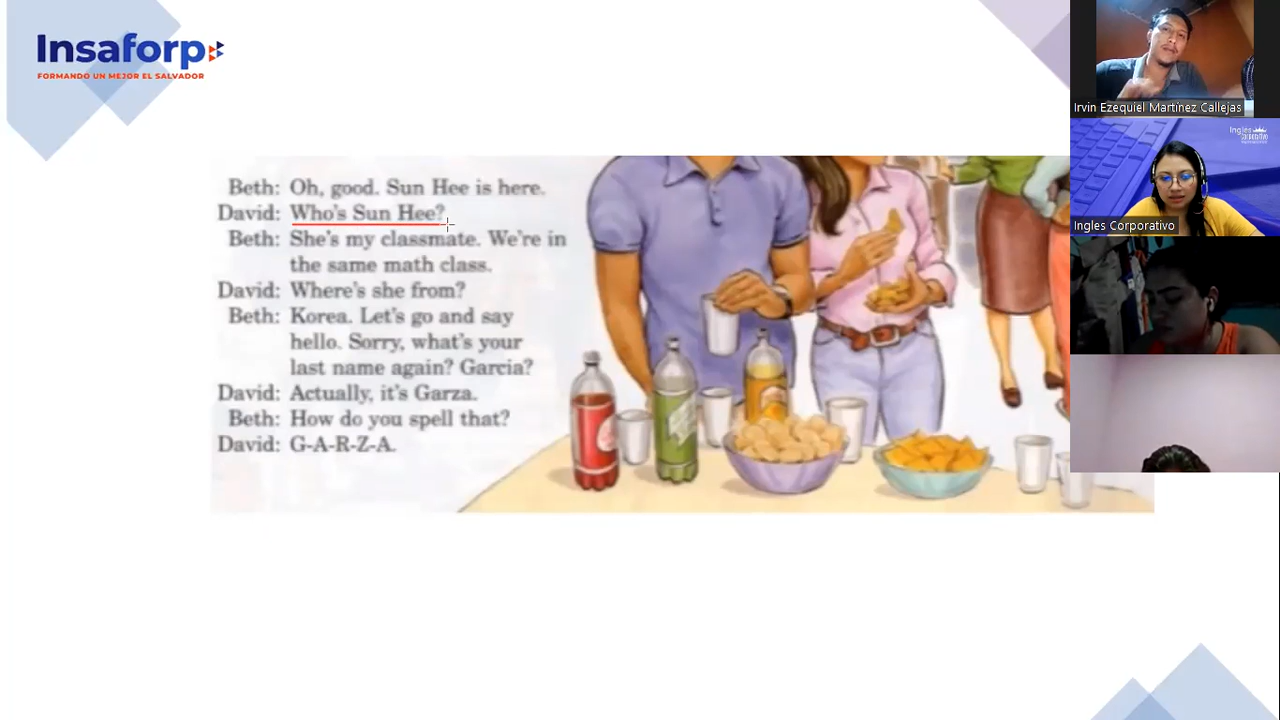 Insaforp
FORMANDO UN MEJOR EL SALVADOR
Beth: Oh, good. Sun Hee is here.
David: Who's Sun Hee?
Beth: She's my classmate. We're in
the same math class.
David: Where's she from?
Beth: Korea. Let's go and say
hello. Sorry, what's your
last name again? Garcia?
David: Actually, it's Garza.
Beth: How do you spell that?
David: G-A-R-Z-A.
Irvin Ezequiel Martínez Callejas
Ingles
CORPORATIVO
Ingles Corporativo